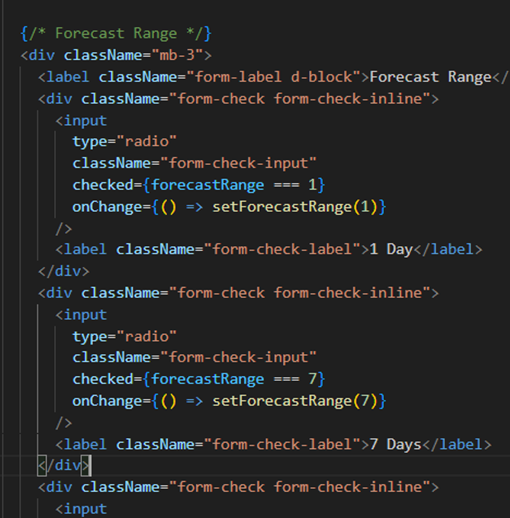 {/* Forecast Range */}
<div className="mb-3">
<label className="form-label d-block">Forecast Range</
<div className="form-check form-check-inline">
<input
type="radio"
className="form-check-input"
checked={forecastRange === 1}
onChange={() => setForecastRange(1)}
/>
<label className="form-check-label">1 Day</label>
</div>
<div className="form-check form-check-inline">
<input
type="radio"
className="form-check-input"
checked={forecastRange === 7}
onChange={() => setForecastRange(7)}
/>
<label className="form-check-label">7 Days</label>
</div>
<div className="form-check form-check-inline">
<input